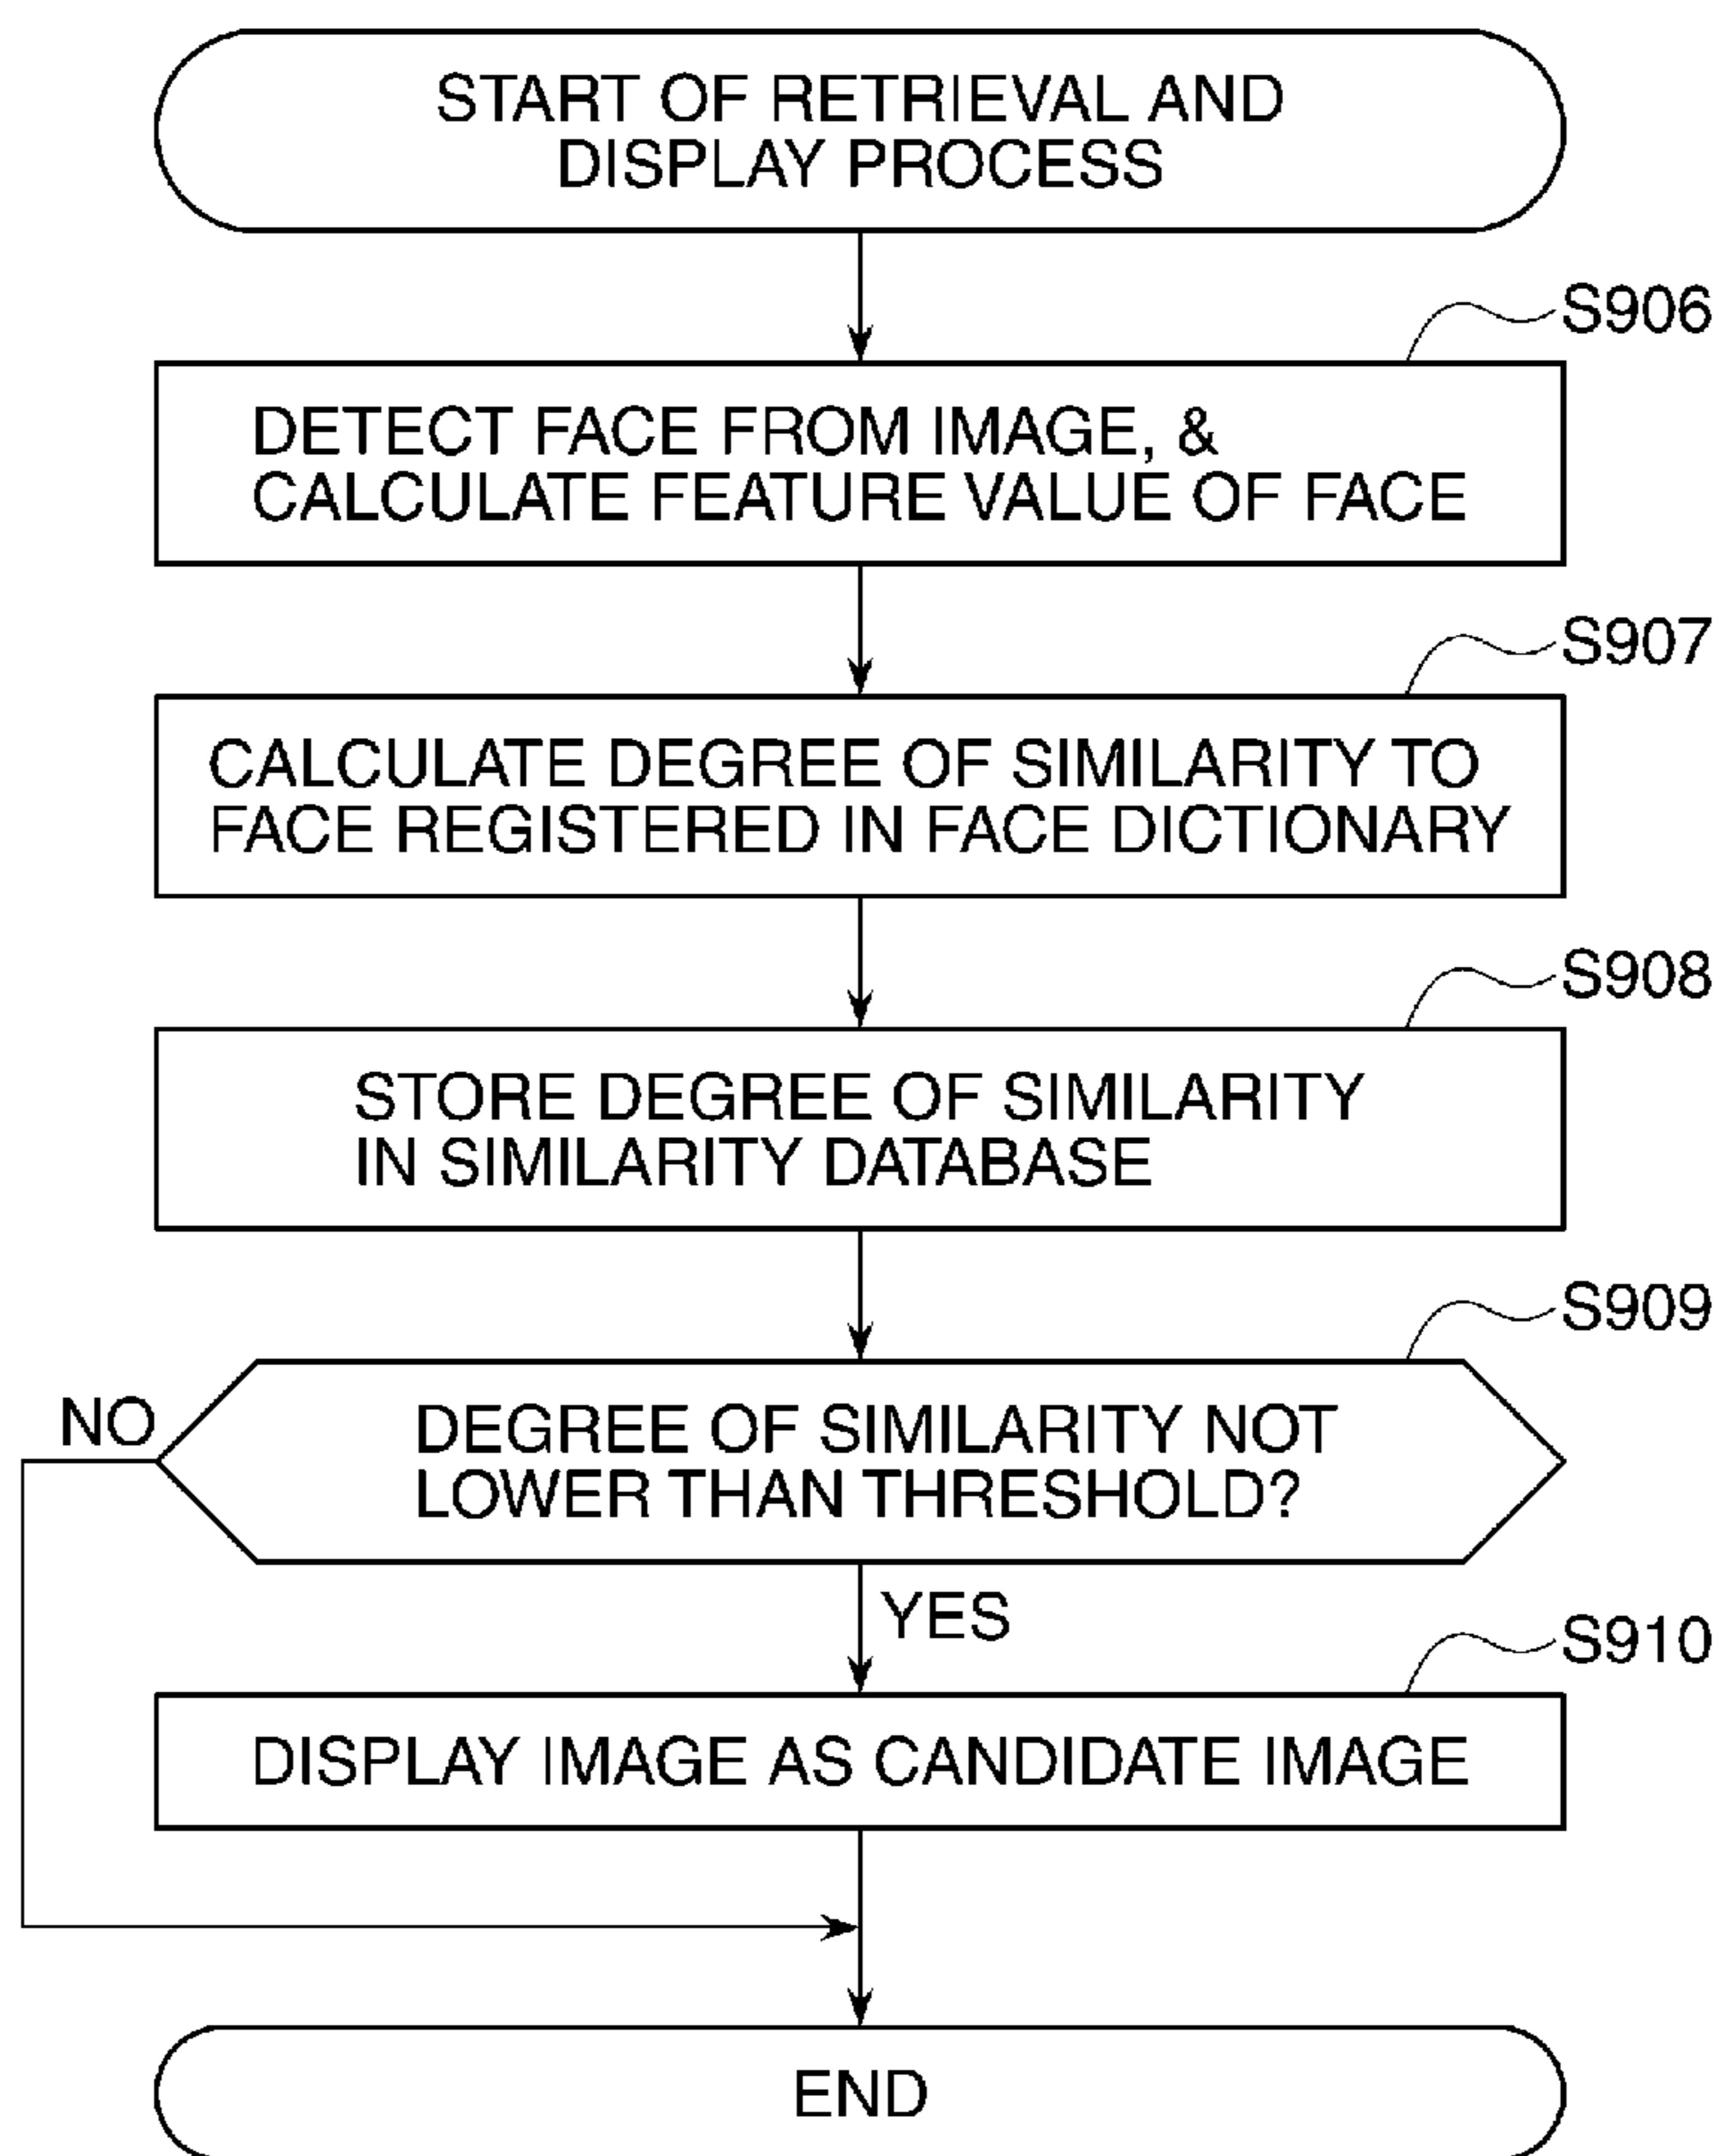 START OF RETRIEVAL AND
DISPLAY PROCESS
S906
DETECT FACE FROM IMAGE, &
CALCULATE FEATURE VALUE OF FACE
S907
CALCULATE DEGREE OF SIMILARITY TO
FACE REGISTERED IN FACE DICTIONARY
S908
STORE DEGREE OF SIMILARITY
IN SIMILARITY DATABASE
S909
NO
DEGREE OF SIMILARITY NOT
LOWER THAN THRESHOLD?
YES
S910
DISPLAY IMAGE AS CANDIDATE IMAGE
END